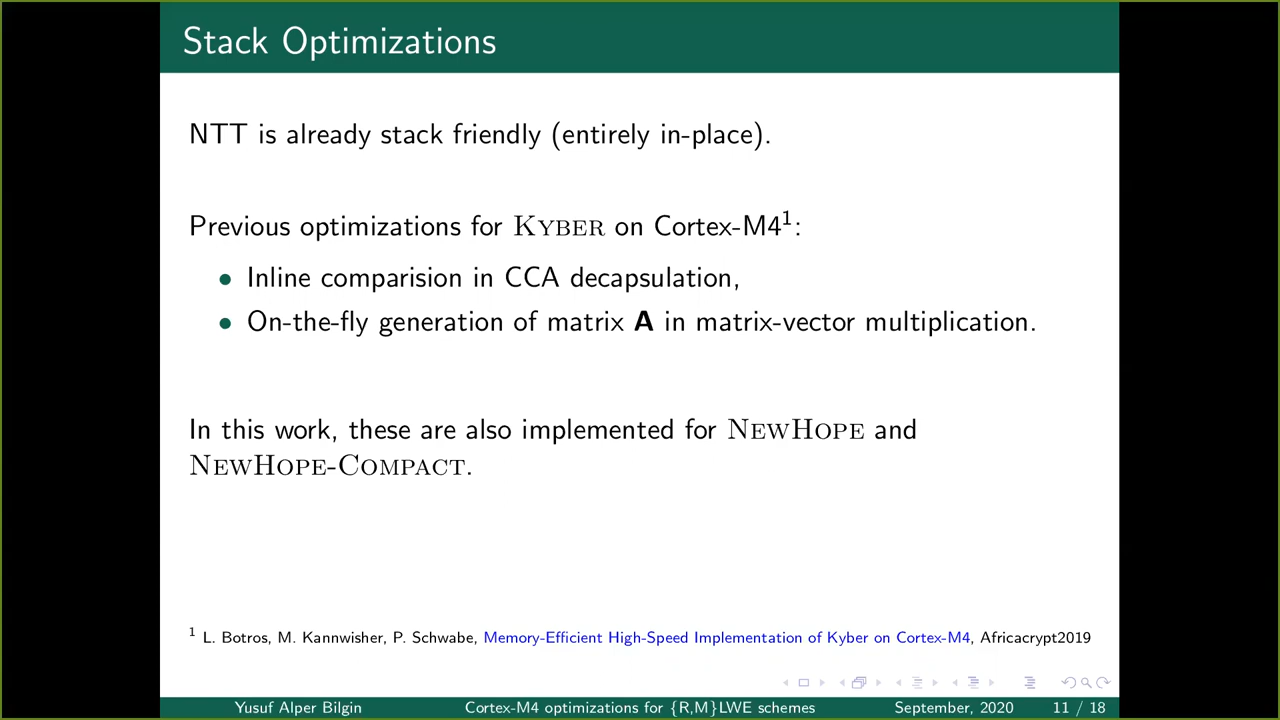 Stack Optimizations
NTT is already stack friendly (entirely in-place).
Previous optimizations for KYBER on Cortex-M4¹:
• Inline comparision in CCA decapsulation,
• On-the-fly generation of matrix A in matrix-vector multiplication.
In this work, these are also implemented for NEWHOPE and
NEWHOPE-COMPACT.
¹ L. Botros, M. Kannwisher, P. Schwabe, Memory-Efficient High-Speed Implementation of Kyber on Cortex-M4, Africacrypt2019
Yusuf Alper Bilgin Cortex-M4 optimizations for {R,M}LWE schemes September, 2020 11 / 18